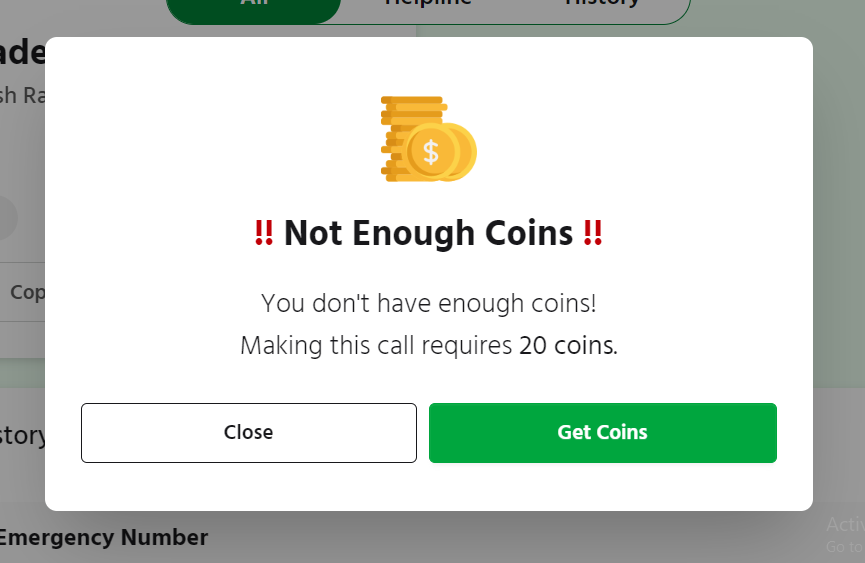 All Helpline History
ade
sh Ra
$
!! Not Enough Coins !!
You don't have enough coins!
Making this call requires 20 coins.
Cop
Close
Get Coins
story
Emergency Number
Activ
Go to